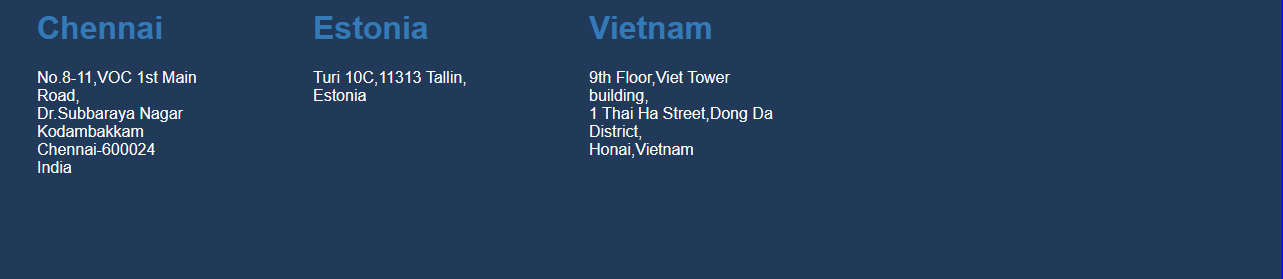 Chennai
No.8-11,VOC 1st Main
Road,
Dr.Subbaraya Nagar
Kodambakkam
Chennai-600024
India
Estonia
Turi 10C,11313 Tallin,
Estonia
Vietnam
9th Floor,Viet Tower
building,
1 Thai Ha Street,Dong Da
District,
Honai,Vietnam